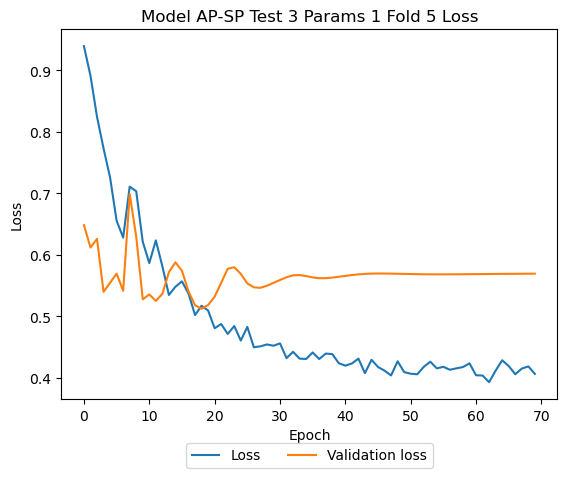 Model AP-SP Test 3 Params 1 Fold 5 Loss
Loss
0.9
0.8
0.7
0.6
0.5
0.4
0 10 20 30 40 50 60 70
Epoch
Loss Validation loss